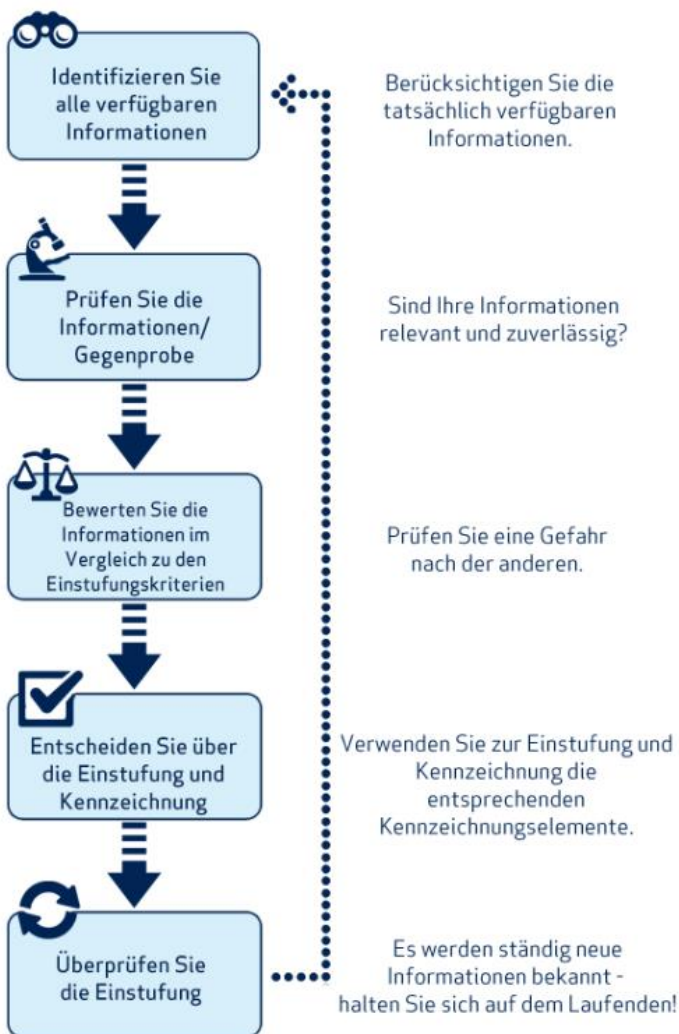 Identifizieren Sie
alle verfügbaren
Informationen
Berücksichtigen Sie die
tatsächlich verfügbaren
Informationen.
Prüfen Sie die
Informationen/
Gegenprobe
Sind Ihre Informationen
relevant und zuverlässig?
Bewerten Sie die
Informationen im
Vergleich zu den
Einstufungskriterien
Prüfen Sie eine Gefahr
nach der anderen.
Entscheiden Sie über
die Einstufung und
Kennzeichnung
Verwenden Sie zur Einstufung und
Kennzeichnung die
entsprechenden
Kennzeichnungselemente.
Überprüfen Sie
die Einstufung
Es werden ständig neue
Informationen bekannt -
halten Sie sich auf dem Laufenden!